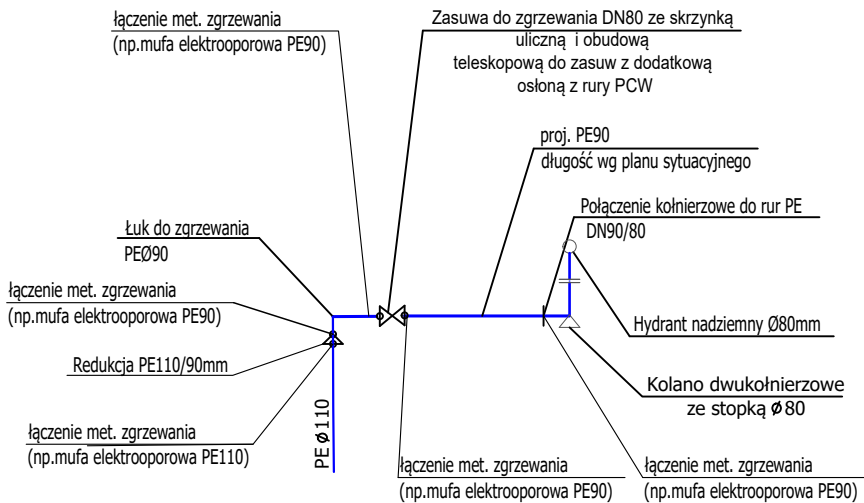 łączenie met. zgrzewania
(np.mufa elektrooporowa PE90)
Zasuwa do zgrzewania DN80 ze skrzynką
uliczną i obudową
teleskopową do zasuw z dodatkową
osłoną z rury PCW
proj. PE90
długość wg planu sytuacyjnego
Połączenie kołnierzowe do rur PE
DN90/80
Łuk do zgrzewania
PEØ90
łączenie met. zgrzewania
(np.mufa elektrooporowa PE90)
Redukcja PE110/90mm
Hydrant nadziemny Ø80mm
Kolano dwukołnierzowe
ze stopką Ø80
łączenie met. zgrzewania
(np.mufa elektrooporowa PE110)
PE Ø110
łączenie met. zgrzewania
(np.mufa elektrooporowa PE90)
łączenie met. zgrzewania
(np.mufa elektrooporowa PE90)